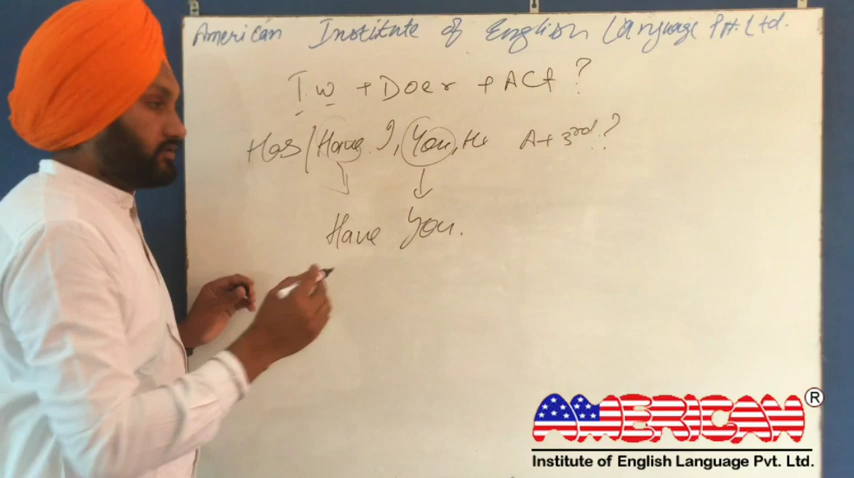 American Institute of English Language Pvt. Ltd.
I w + Doer + ACt ?
Has/Have I, You, He A+ 3rd ?
Have You.
AMERICAN ®
Institute of English Language Pvt. Ltd.